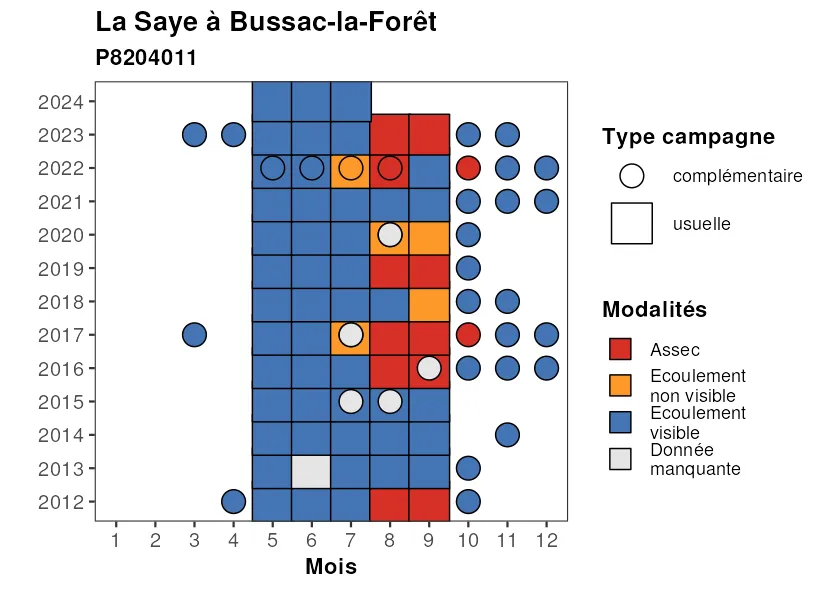 La Saye à Bussac-la-Forêt
P8204011
2024
2023
2022
2021
2020
2019
2018
2017
2016
2015
2014
2013
2012
1 2 3 4 5 6 7 8 9 10 11 12
Mois
Type campagne
complémentaire
usuelle
Modalités
Assec
Ecoulement
non visible
Ecoulement
visible
Donnée
manquante